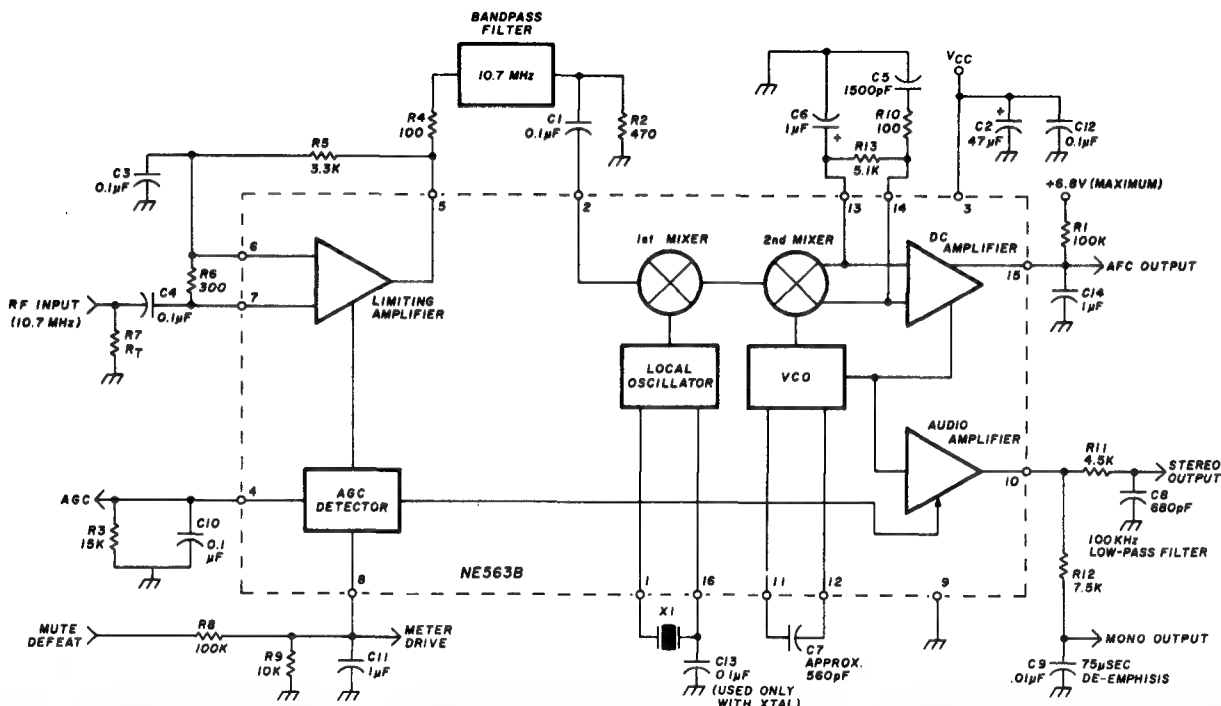 BANDPASS
FILTER
10.7 MHz
R4
100
C1
0.1µF
R2
470
R5
3.3K
C3
0.1µF
5
2
C6
1µF
+
C5
1500pF
R10
100
R13
5.1K
13
14
VCC
+
C2
47µF
C12
0.1µF
3
+6.8V (MAXIMUM)
R1
100K
15
AFC OUTPUT
C14
1µF
6
R6
300
7
C4
0.1µF
RF INPUT
(10.7 MHz)
R7
RT
LIMITING
AMPLIFIER
1st MIXER
2nd MIXER
DC
AMPLIFIER
LOCAL
OSCILLATOR
VCO
AUDIO
AMPLIFIER
10
R11
4.5K
STEREO
OUTPUT
C8
680pF
100KHz
LOW-PASS FILTER
R12
7.5K
MONO OUTPUT
C9
.01µF
75µSEC
DE-EMPHISIS
AGC
4
R3
15K
C10
0.1
µF
AGC
DETECTOR
8
NE563B
1
16
11
12
9
MUTE
DEFEAT
R8
100K
R9
10K
C11
1µF
METER
DRIVE
X1
C13
0.1µF
(USED ONLY
WITH XTAL)
C7
APPROX.
560pF